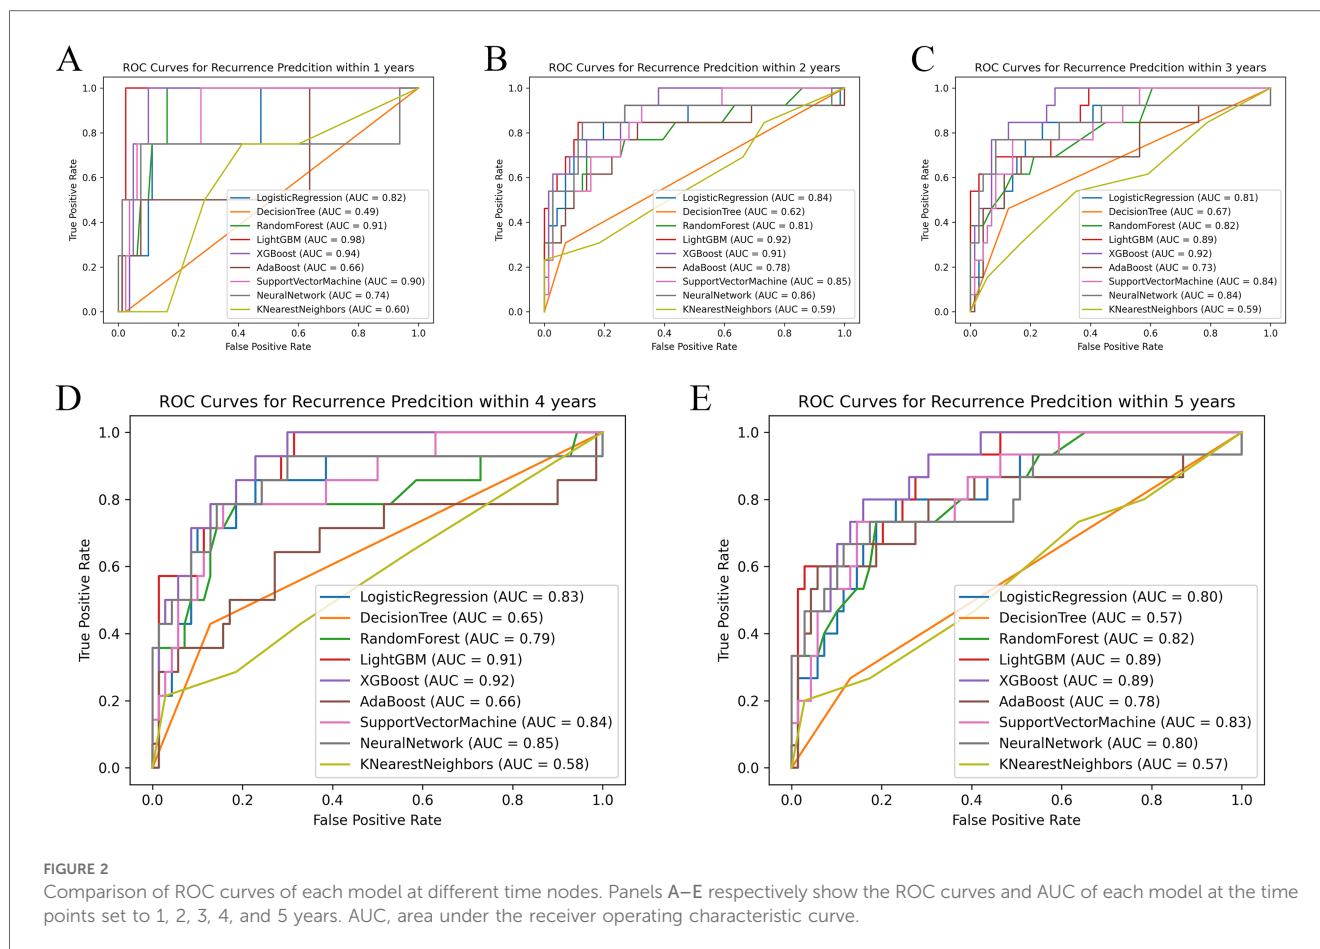 A
ROC Curves for Recurrence Predcition within 1 years
True Positive Rate
1.0
0.8
0.6
0.4
0.2
0.0
LogisticRegression (AUC = 0.82)
DecisionTree (AUC = 0.49)
RandomForest (AUC = 0.91)
LightGBM (AUC = 0.98)
XGBoost (AUC = 0.94)
AdaBoost (AUC = 0.66)
SupportVectorMachine (AUC = 0.90)
NeuralNetwork (AUC = 0.74)
KNearestNeighbors (AUC = 0.60)
0.0 0.2 0.4 0.6 0.8 1.0
False Positive Rate
B
ROC Curves for Recurrence Predcition within 2 years
True Positive Rate
1.0
0.8
0.6
0.4
0.2
0.0
LogisticRegression (AUC = 0.84)
DecisionTree (AUC = 0.62)
RandomForest (AUC = 0.81)
LightGBM (AUC = 0.92)
XGBoost (AUC = 0.91)
AdaBoost (AUC = 0.78)
SupportVectorMachine (AUC = 0.85)
NeuralNetwork (AUC = 0.86)
KNearestNeighbors (AUC = 0.59)
0.0 0.2 0.4 0.6 0.8 1.0
False Positive Rate
C
ROC Curves for Recurrence Predcition within 3 years
True Positive Rate
1.0
0.8
0.6
0.4
0.2
0.0
LogisticRegression (AUC = 0.81)
DecisionTree (AUC = 0.67)
RandomForest (AUC = 0.82)
LightGBM (AUC = 0.89)
XGBoost (AUC = 0.92)
AdaBoost (AUC = 0.73)
SupportVectorMachine (AUC = 0.84)
NeuralNetwork (AUC = 0.84)
KNearestNeighbors (AUC = 0.59)
0.0 0.2 0.4 0.6 0.8 1.0
False Positive Rate
D
ROC Curves for Recurrence Predcition within 4 years
True Positive Rate
1.0
0.8
0.6
0.4
0.2
0.0
LogisticRegression (AUC = 0.83)
DecisionTree (AUC = 0.65)
RandomForest (AUC = 0.79)
LightGBM (AUC = 0.91)
XGBoost (AUC = 0.92)
AdaBoost (AUC = 0.66)
SupportVectorMachine (AUC = 0.84)
NeuralNetwork (AUC = 0.85)
KNearestNeighbors (AUC = 0.58)
0.0 0.2 0.4 0.6 0.8 1.0
False Positive Rate
E
ROC Curves for Recurrence Predcition within 5 years
True Positive Rate
1.0
0.8
0.6
0.4
0.2
0.0
LogisticRegression (AUC = 0.80)
DecisionTree (AUC = 0.57)
RandomForest (AUC = 0.82)
LightGBM (AUC = 0.89)
XGBoost (AUC = 0.89)
AdaBoost (AUC = 0.78)
SupportVectorMachine (AUC = 0.83)
NeuralNetwork (AUC = 0.80)
KNearestNeighbors (AUC = 0.57)
0.0 0.2 0.4 0.6 0.8 1.0
False Positive Rate
FIGURE 2
Comparison of ROC curves of each model at different time nodes. Panels A–E respectively show the ROC curves and AUC of each model at the time
points set to 1, 2, 3, 4, and 5 years. AUC, area under the receiver operating characteristic curve.